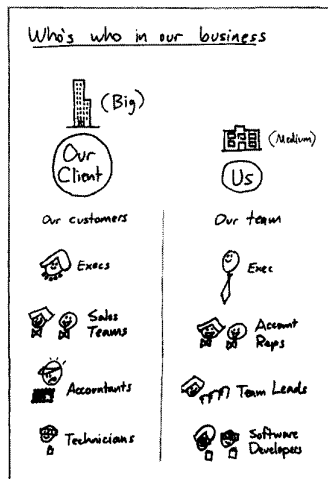 Who's who in our business
(Big)
Our
Client
(Medium)
Us
Our customers
Execs
Sales
Teams
Accountants
Technicians
Our team
Exec
Account
Reps
Team Leads
Software
Developers